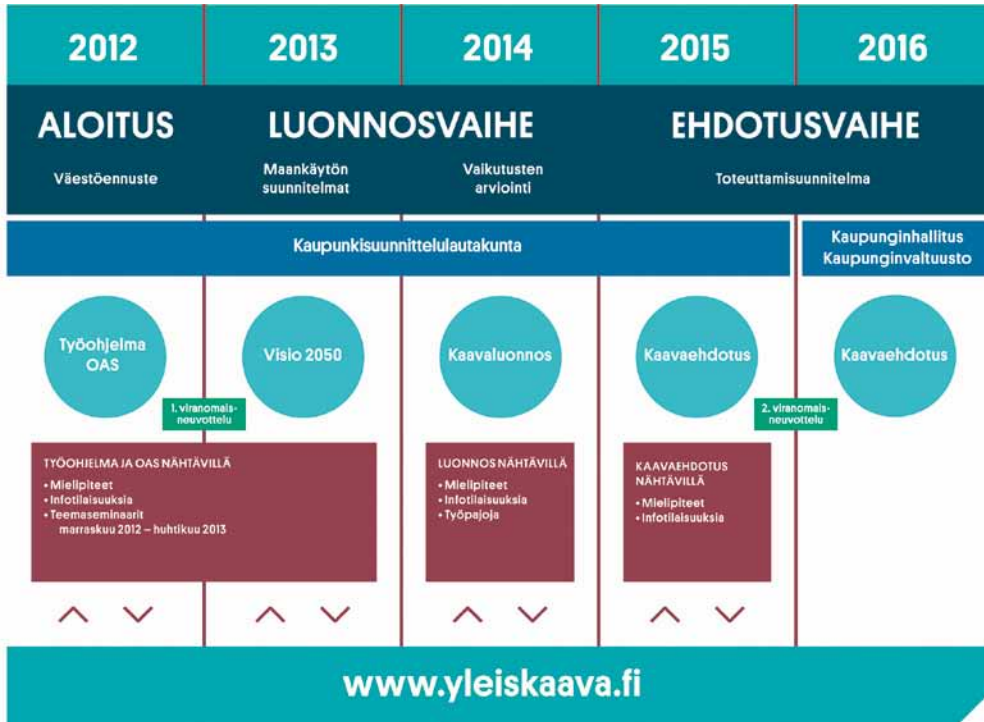 2012
2013
2014
2015
2016
ALOITUS
LUONNOSVAIHE
EHDOTUSVAIHE
Väestöennuste
Maankäytön
suunnitelmat
Vaikutusten
arviointi
Toteuttamisuunnitelma
Kaupunkisuunnittelulautakunta
Kaupunginhallitus
Kaupunginvaltuusto
Työohjelma
OAS
Visio 2050
Kaavaluonnos
Kaavaehdotus
Kaavaehdotus
1. viranomais-
neuvottelu
2. viranomais-
neuvottelu
TYÖOHJELMA JA OAS NÄHTÄVILLÄ
• Mielipiteet
• Infotilaisuuksia
• Teemaseminaarit
marraskuu 2012 – huhtikuu 2013
LUONNOS NÄHTÄVILLÄ
• Mielipiteet
• Infotilaisuuksia
• Työpajoja
KAAVAEHDOTUS
NÄHTÄVILLÄ
• Mielipiteet
• Infotilaisuuksia
www.yleiskaava.fi